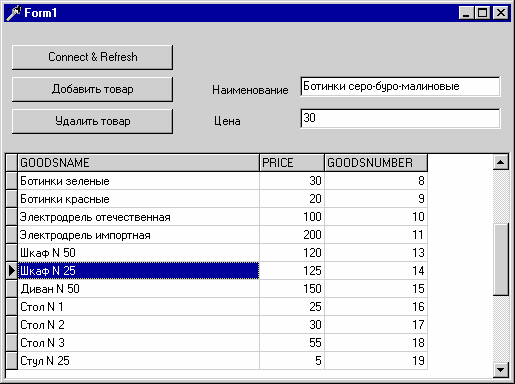 Form1
Connect & Refresh
Добавить товар
Наименование Ботинки серо-буро-малиновые
Удалить товар
Цена 30
GOODSNAME PRICE GOODSNUMBER
Ботинки зеленые 30 8
Ботинки красные 20 9
Электродрель отечественная 100 10
Электродрель импортная 200 11
Шкаф N 50 120 13
Шкаф N 25 125 14
Диван N 50 150 15
Стол N 1 25 16
Стол N 2 30 17
Стол N 3 55 18
Стул N 25 5 19